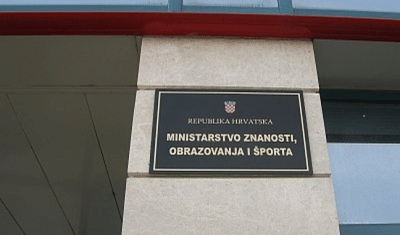 REPUBLIKA HRVATSKA
MINISTARSTVO ZNANOSTI,
OBRAZOVANJA I ŠPORTA